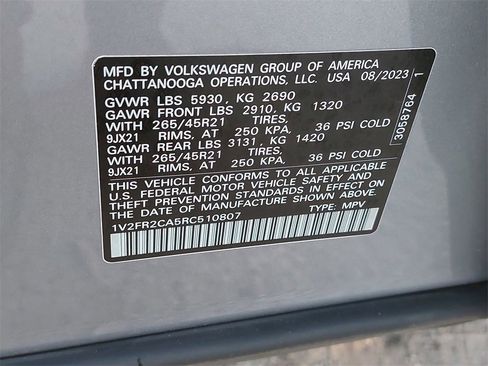 MFD BY VOLKSWAGEN GROUP OF AMERICA
CHATTANOOGA OPERATIONS, LLC. USA 08/2023
GVWR LBS 5930, KG 2690
GAWR FRONT LBS 2910, KG 1320
WITH 265/45R21 TIRES,
9JX21 RIMS, AT 250 KPA, 36 PSI COLD
GAWR REAR LBS 3131, KG 1420
WITH 265/45R21 TIRES,
9JX21 RIMS, AT 250 KPA, 36 PSI COLD
THIS VEHICLE CONFORMS TO ALL APPLICABLE
U.S. FEDERAL MOTOR VEHICLE SAFETY AND
THEFT PREVENTION STANDARDS IN EFFECT ON
THE DATE OF MANUFACTURE SHOWN ABOVE.
1V2FR2CA5RC510807 TYPE: MPV
3058764 1